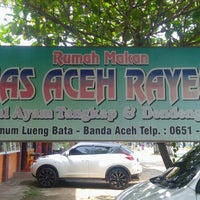 Rumah Makan
AS ACEH RAYE
Ayam Tangkap & Dendeng
num Lueng Bata - Banda Aceh Telp. : 0651 -